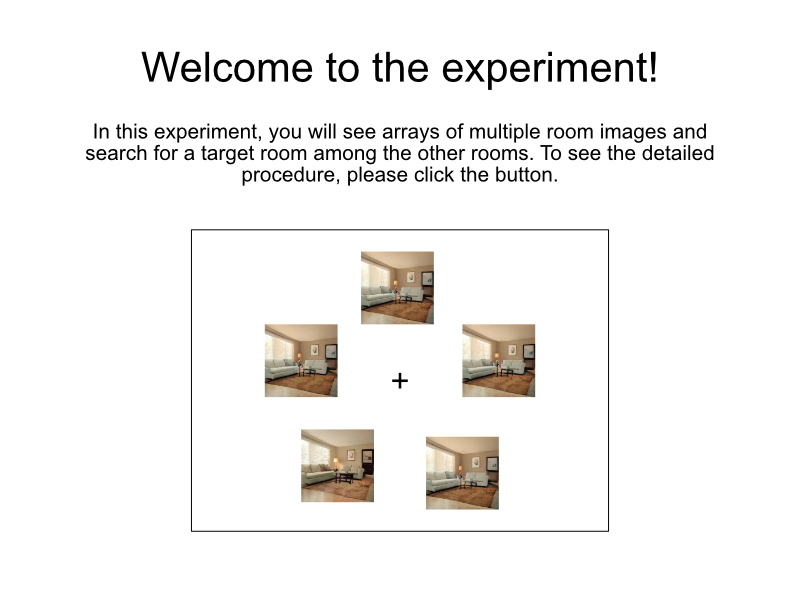 Welcome to the experiment!
In this experiment, you will see arrays of multiple room images and
search for a target room among the other rooms. To see the detailed
procedure, please click the button.
+